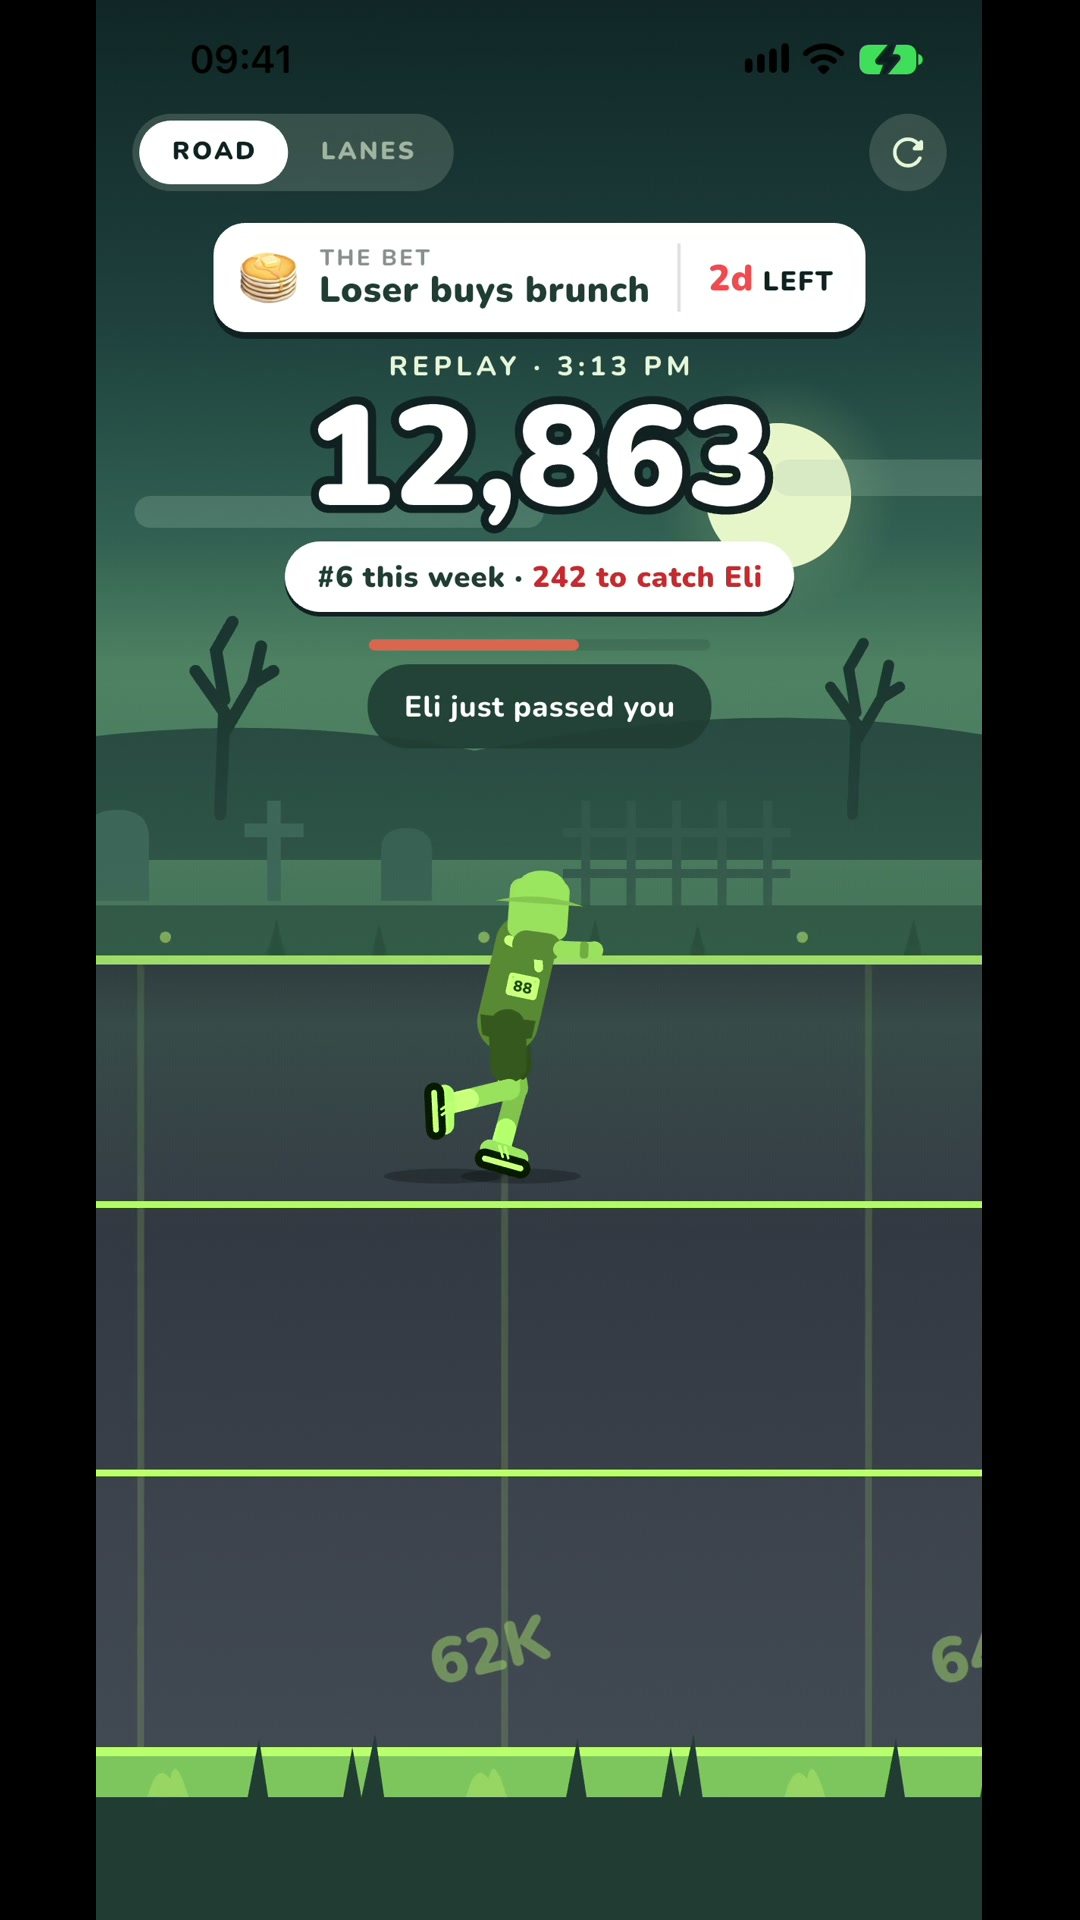 09:41
ROAD LANES
THE BET
Loser buys brunch
2d LEFT
REPLAY · 3:13 PM
12,863
#6 this week · 242 to catch Eli
Eli just passed you
88
62K
64